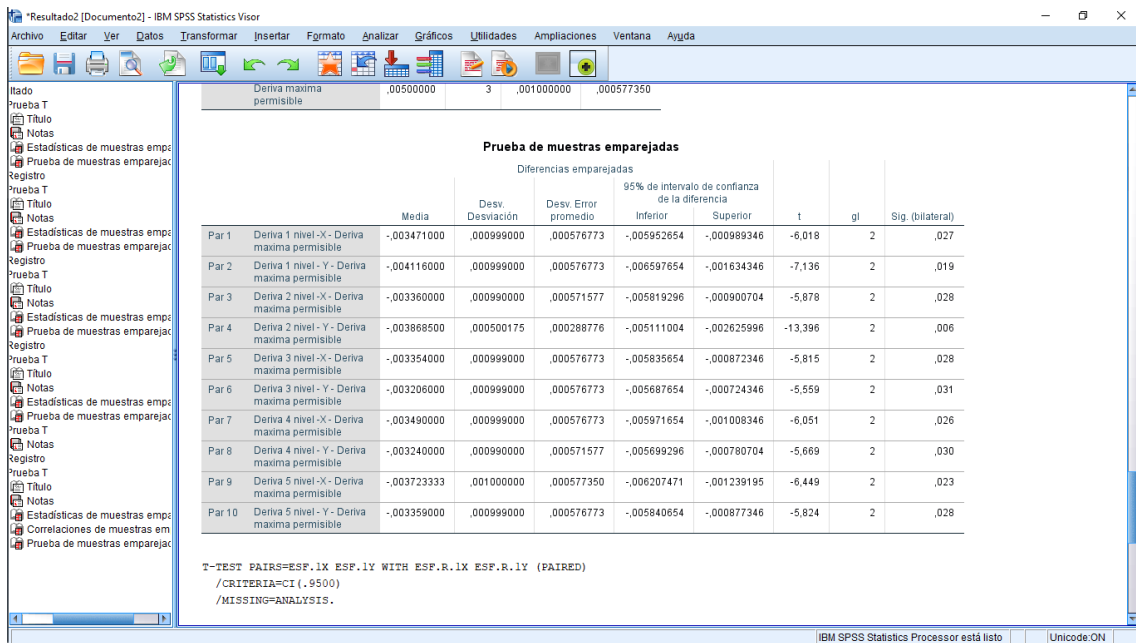 *Resultado2 [Documento2] - IBM SPSS Statistics Visor
Archivo Editar Ver Datos Transformar Insertar Formato Analizar Gráficos Utilidades Ampliaciones Ventana Ayuda
ltado
Prueba T
Título
Notas
Estadísticas de muestras empa
Prueba de muestras emparejad
Registro
Prueba T
Título
Notas
Estadísticas de muestras empa
Prueba de muestras emparejad
Registro
Prueba T
Título
Notas
Estadísticas de muestras empa
Prueba de muestras emparejad
Registro
Prueba T
Título
Notas
Estadísticas de muestras empa
Prueba de muestras emparejad
Prueba T
Notas
Registro
Prueba T
Título
Notas
Estadísticas de muestras empa
Correlaciones de muestras em
Prueba de muestras emparejad
Deriva maxima permisible ,00500000 3 ,001000000 ,000577350
Prueba de muestras emparejadas
Diferencias emparejadas
95% de intervalo de confianza de la diferencia
Media Desv. Desviación Desv. Error promedio Inferior Superior t gl Sig. (bilateral)
Par 1 Deriva 1 nivel -X - Deriva maxima permisible -,003471000 ,000999000 ,000576773 -,005952654 -,000989346 -6,018 2 ,027
Par 2 Deriva 1 nivel - Y - Deriva maxima permisible -,004116000 ,000999000 ,000576773 -,006597654 -,001634346 -7,136 2 ,019
Par 3 Deriva 2 nivel -X - Deriva maxima permisible -,003360000 ,000990000 ,000571577 -,005819296 -,000900704 -5,878 2 ,028
Par 4 Deriva 2 nivel - Y - Deriva maxima permisible -,003868500 ,000500175 ,000288776 -,005111004 -,002625996 -13,396 2 ,006
Par 5 Deriva 3 nivel -X - Deriva maxima permisible -,003354000 ,000999000 ,000576773 -,005835654 -,000872346 -5,815 2 ,028
Par 6 Deriva 3 nivel - Y - Deriva maxima permisible -,003206000 ,000999000 ,000576773 -,005687654 -,000724346 -5,559 2 ,031
Par 7 Deriva 4 nivel -X - Deriva maxima permisible -,003490000 ,000999000 ,000576773 -,005971654 -,001008346 -6,051 2 ,026
Par 8 Deriva 4 nivel - Y - Deriva maxima permisible -,003240000 ,000990000 ,000571577 -,005699296 -,000780704 -5,669 2 ,030
Par 9 Deriva 5 nivel -X - Deriva maxima permisible -,003723333 ,001000000 ,000577350 -,006207471 -,001239195 -6,449 2 ,023
Par 10 Deriva 5 nivel - Y - Deriva maxima permisible -,003359000 ,000999000 ,000576773 -,005840654 -,000877346 -5,824 2 ,028
T-TEST PAIRS=ESF.1X ESF.1Y WITH ESF.R.1X ESF.R.1Y (PAIRED)
/CRITERIA=CI(.9500)
/MISSING=ANALYSIS.
IBM SPSS Statistics Processor está listo Unicode:ON